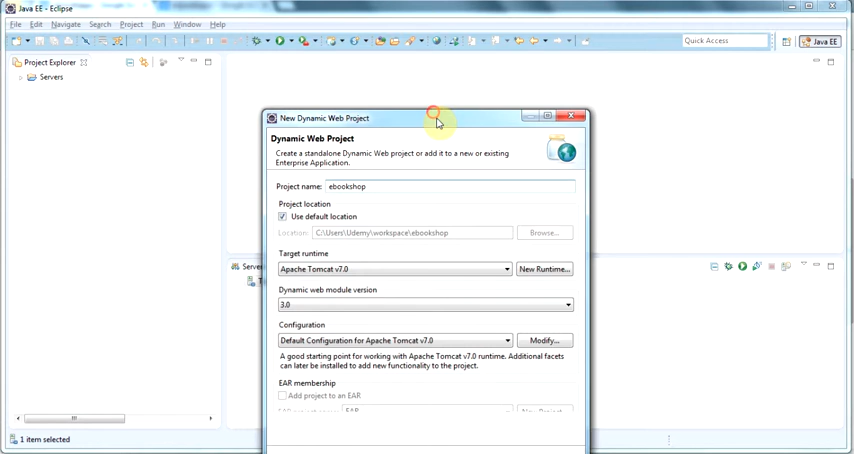 Java EE - Eclipse
File Edit Navigate Search Project Run Window Help
Quick Access
Java EE
Project Explorer
Servers
New Dynamic Web Project
Dynamic Web Project
Create a standalone Dynamic Web project or add it to a new or existing
Enterprise Application.
Project name: ebookshop
Project location
Use default location
Location: C:\Users\Udemy\workspace\ebookshop Browse...
Target runtime
Apache Tomcat v7.0 New Runtime...
Dynamic web module version
3.0
Configuration
Default Configuration for Apache Tomcat v7.0 Modify...
A good starting point for working with Apache Tomcat v7.0 runtime. Additional facets
can later be installed to add new functionality to the project.
EAR membership
Add project to an EAR
EAR
Servers
1 item selected